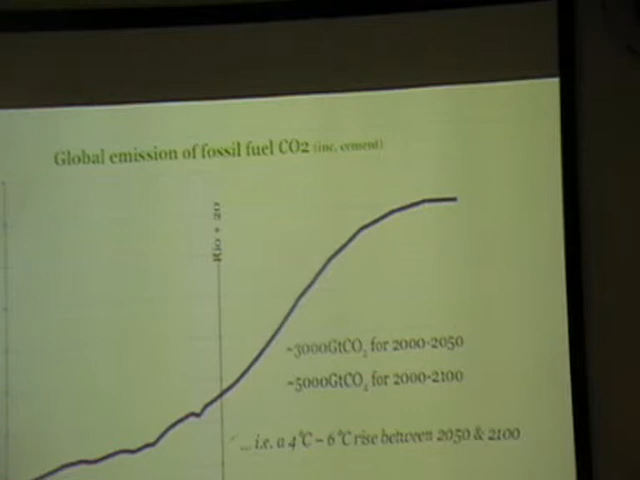 Global emission of fossil fuel CO2 (inc. cement)
Rio + 20
~3000GtCO2 for 2000-2050
~5000GtCO2 for 2000-2100
... i.e. a 4°C – 6°C rise between 2050 & 2100